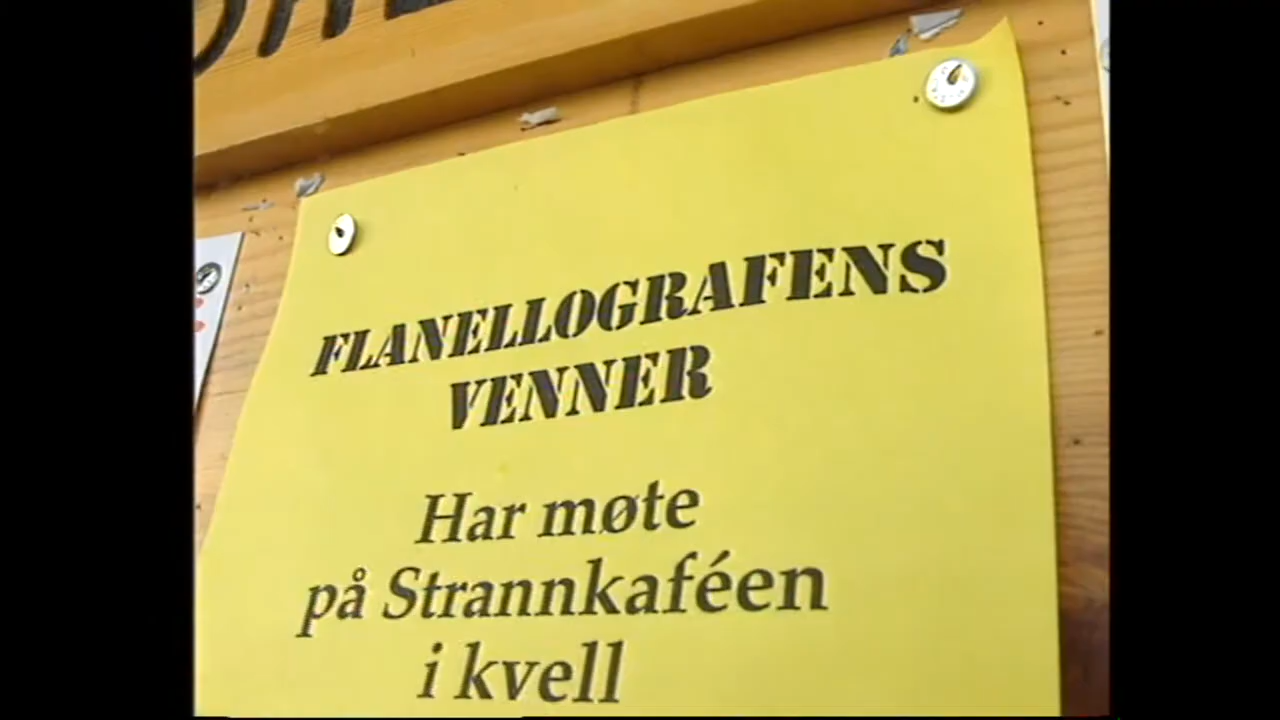 FLANELLOGRAFENS
VENNER
Har møte
på Strannkaféen
i kvell